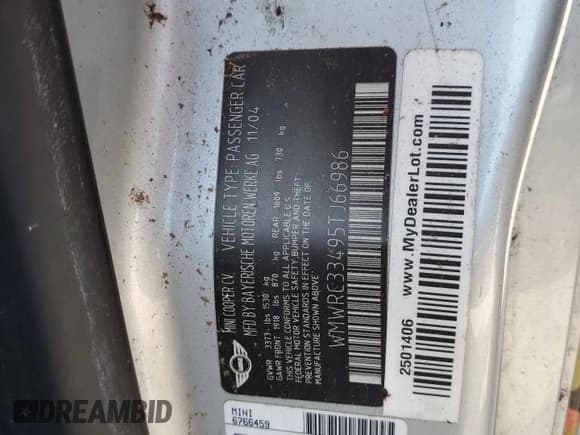 MINI COOPER CV. VEHICLE TYPE PASSENGER CAR
MFD BY BAYERISCHE MOTOREN WERKE AG 11/04
GVWR 3373 lbs 1530 kg
GAWR FRONT 1918 lbs 870 kg REAR 1609 lbs 730 kg
THIS VEHICLE CONFORMS TO ALL APPLICABLE U.S.
FEDERAL MOTOR VEHICLE SAFETY, BUMPER, AND THEFT
PREVENTION STANDARDS IN EFFECT ON THE DATE OF
MANUFACTURE SHOWN ABOVE.
WMWRC33495TJ66986
MINI
2501406 www.MyDealerLot.com
MINI
6766459
DREAMBID